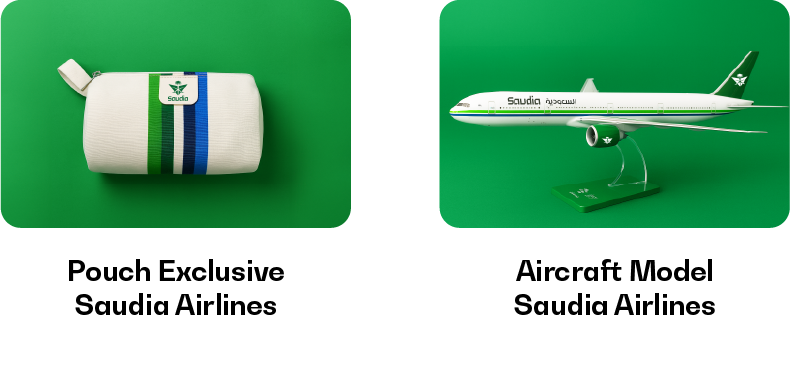 Saudia
Saudia السعودية
Pouch Exclusive
Saudia Airlines
Aircraft Model
Saudia Airlines